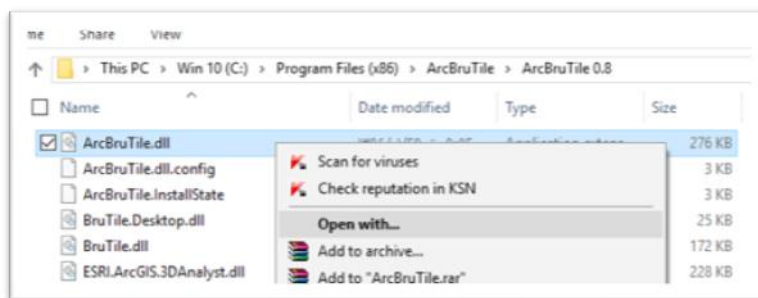 me Share View
This PC > Win 10 (C:) > Program Files (x86) > ArcBruTile > ArcBruTile 0.8
Name Date modified Type Size
ArcBruTile.dll 276 KB
ArcBruTile.dll.config 3 KB
ArcBruTile.InstallState 3 KB
BruTile.Desktop.dll 25 KB
BruTile.dll 172 KB
ESRI.ArcGIS.3DAnalyst.dll 228 KB
Scan for viruses
Check reputation in KSN
Open with...
Add to archive...
Add to "ArcBruTile.rar"